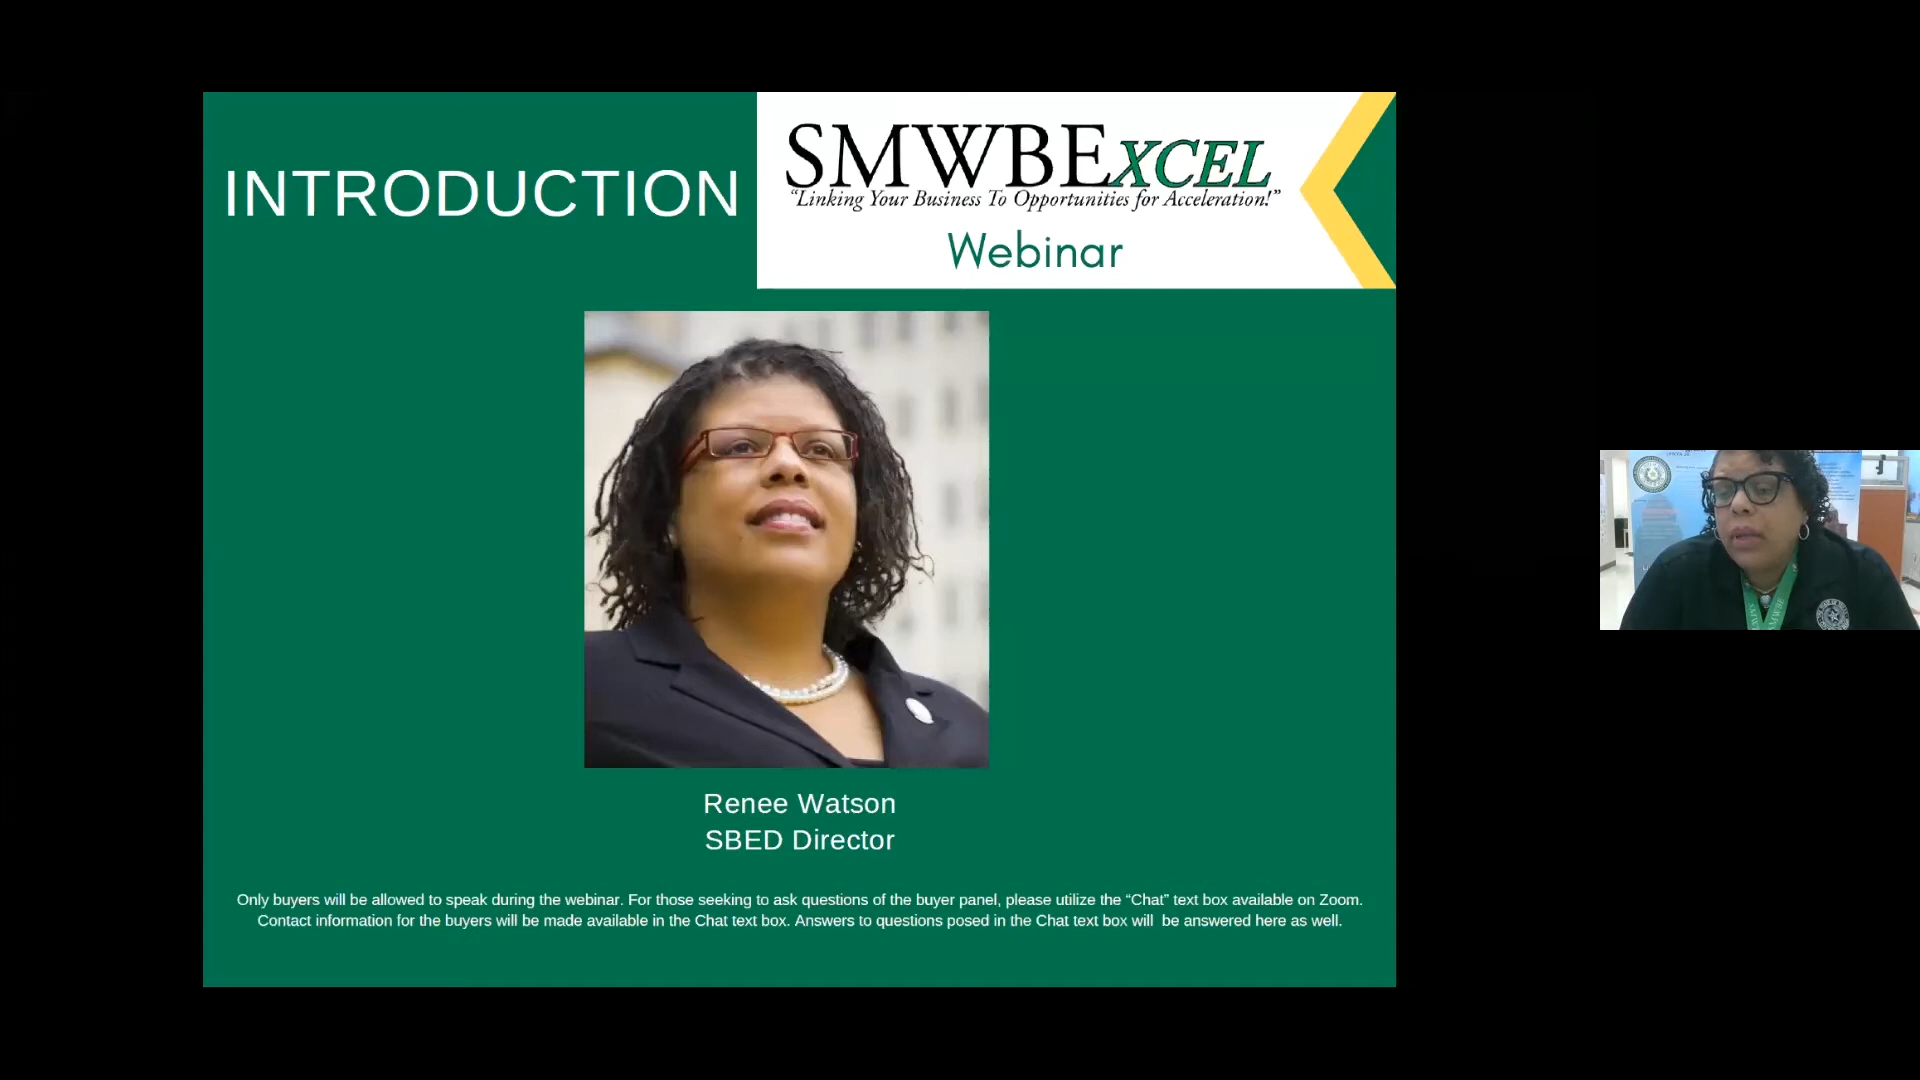 INTRODUCTION
SMWBEXCEL
“Linking Your Business To Opportunities for Acceleration!”
Webinar
Renee Watson
SBED Director
Only buyers will be allowed to speak during the webinar. For those seeking to ask questions of the buyer panel, please utilize the “Chat” text box available on Zoom.
Contact information for the buyers will be made available in the Chat text box. Answers to questions posed in the Chat text box will  be answered here as well.